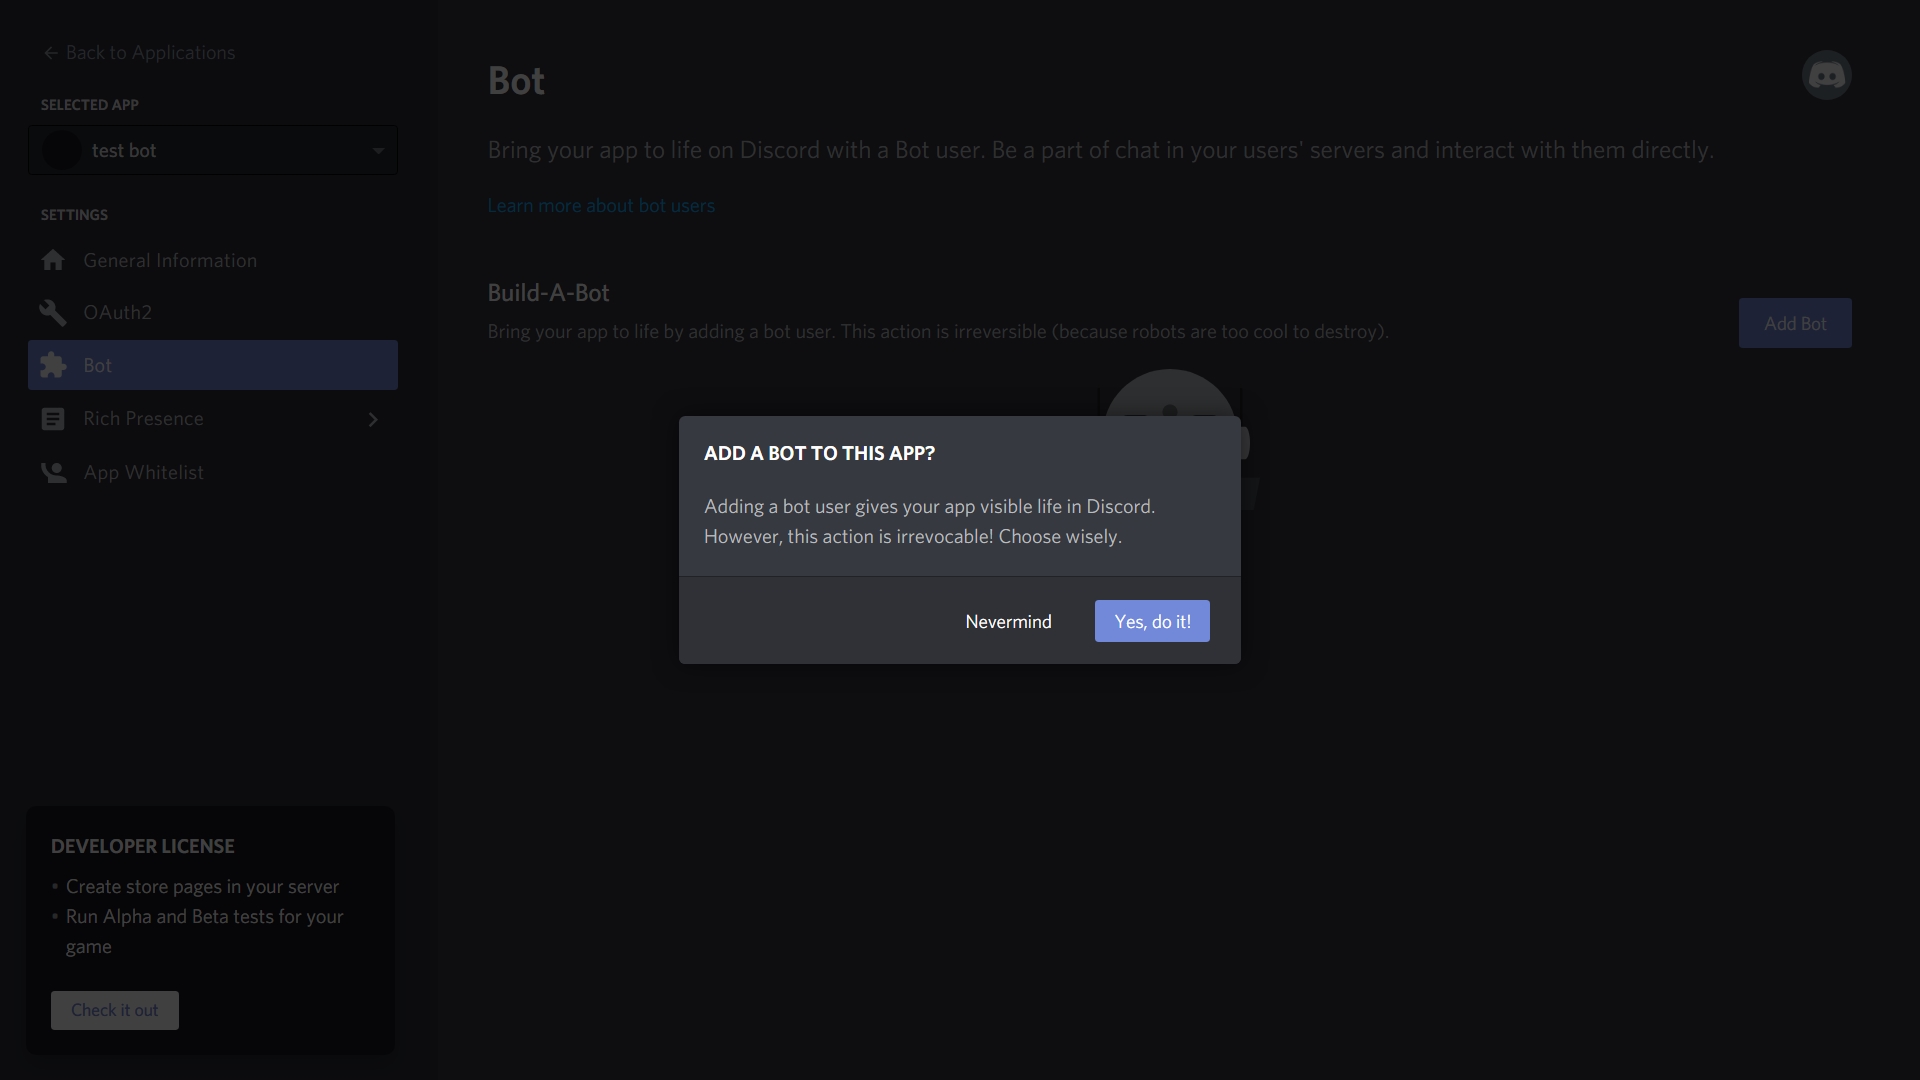 Back to Applications
SELECTED APP
test bot
SETTINGS
General Information
OAuth2
Bot
Rich Presence
App Whitelist
DEVELOPER LICENSE
• Create store pages in your server
• Run Alpha and Beta tests for your
game
Check it out
Bot
Bring your app to life on Discord with a Bot user. Be a part of chat in your users' servers and interact with them directly.
Learn more about bot users
Build-A-Bot
Bring your app to life by adding a bot user. This action is irreversible (because robots are too cool to destroy).
Add Bot
ADD A BOT TO THIS APP?
Adding a bot user gives your app visible life in Discord.
However, this action is irrevocable! Choose wisely.
Nevermind
Yes, do it!